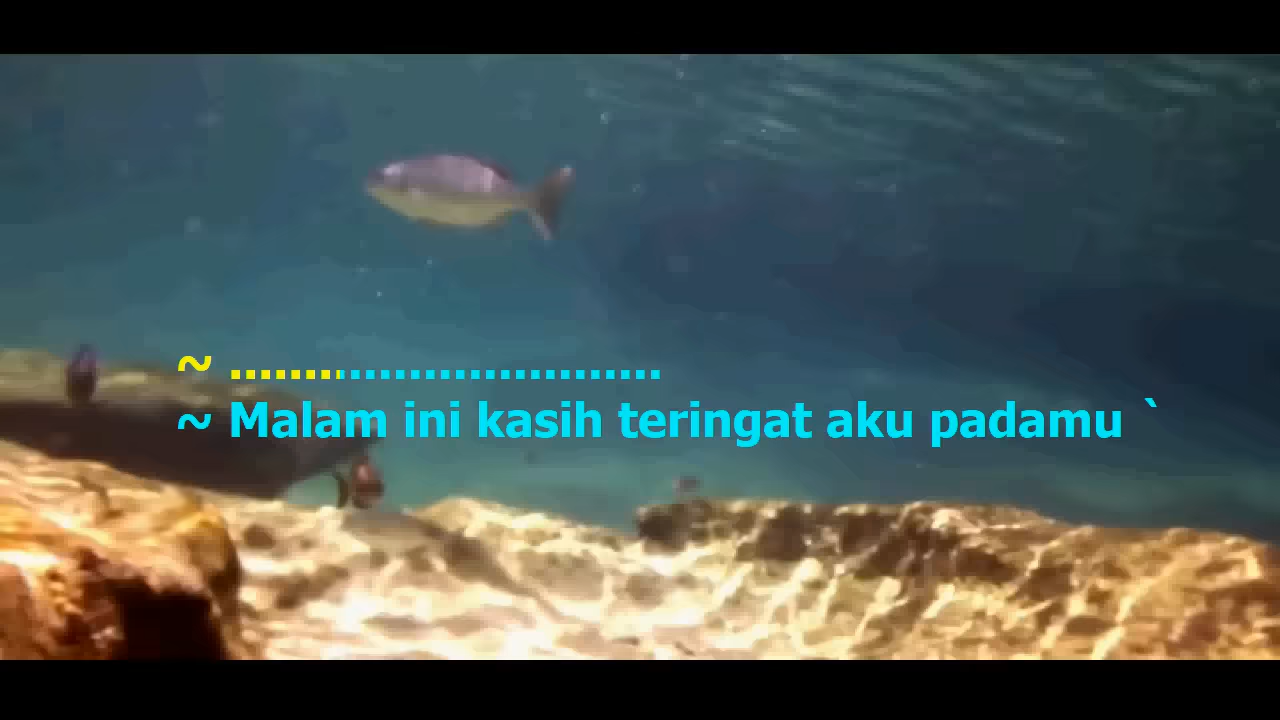 ~ .............................
~ Malam ini kasih teringat aku padamu `